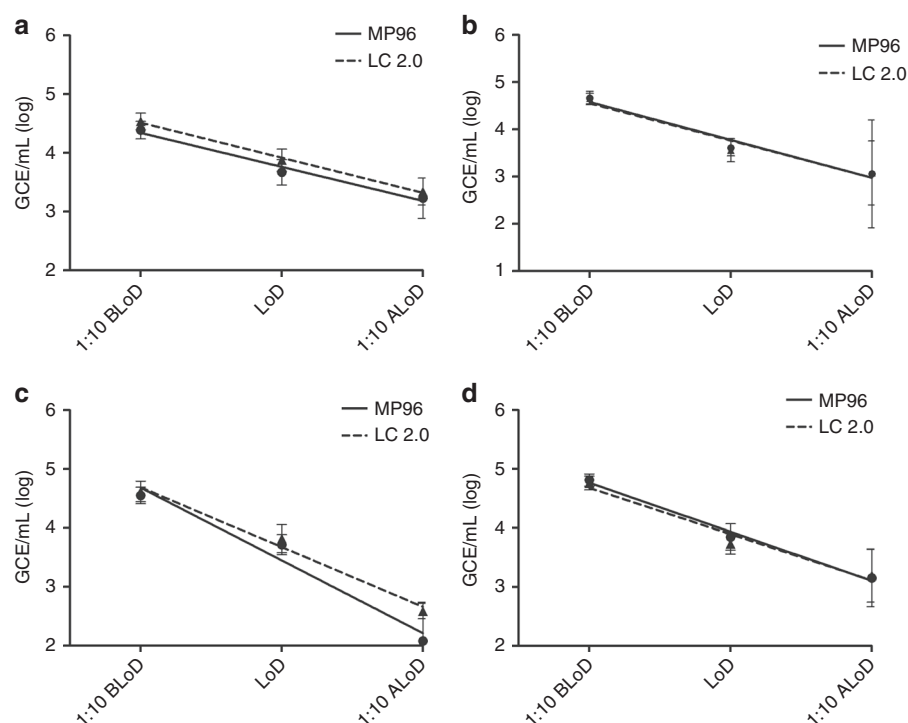 a
6
5
4
3
2
GCE/mL (log)
MP96
LC 2.0
1:10 BLoD
LoD
1:10 ALoD
b
6
5
4
3
2
1
GCE/mL (log)
MP96
LC 2.0
1:10 BLoD
LoD
1:10 ALoD
c
6
5
4
3
2
GCE/mL (log)
MP96
LC 2.0
1:10 BLoD
LoD
1:10 ALoD
d
6
5
4
3
2
GCE/mL (log)
MP96
LC 2.0
1:10 BLoD
LoD
1:10 ALoD